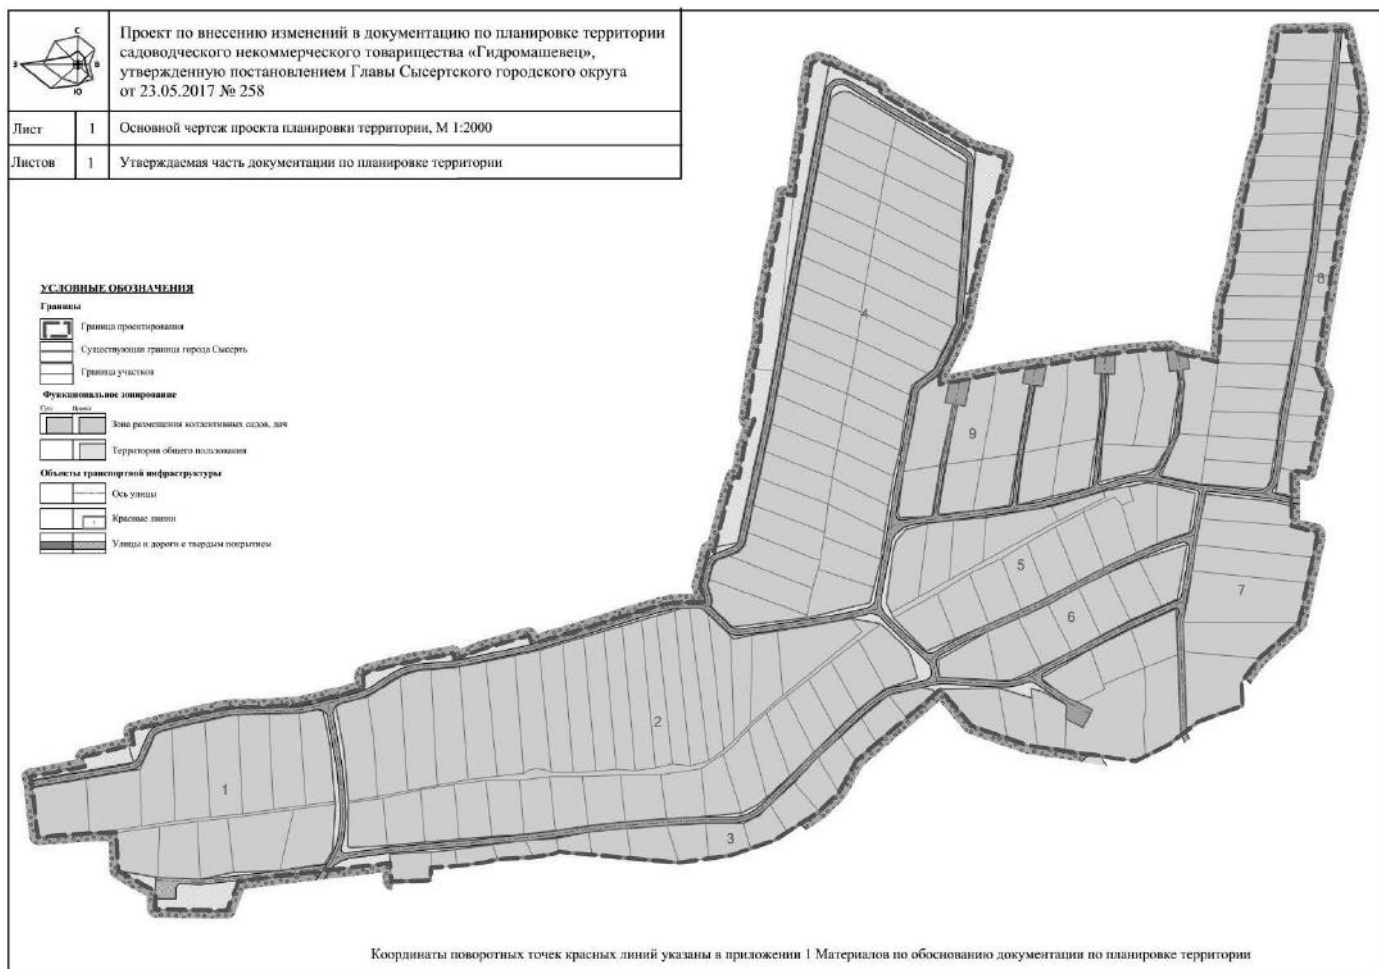 С
З
В
Ю
Проект по внесению изменений в документацию по планировке территории
садоводческого некоммерческого товарищества «Гидромашевец»,
утвержденную постановлением Главы Сысертского городского округа
от 23.05.2017 № 258
Лист 1 Основной чертеж проекта планировки территории, М 1:2000
Листов 1 Утверждаемая часть документации по планировке территории
УСЛОВНЫЕ ОБОЗНАЧЕНИЯ
Границы
Граница проектирования
Существующая граница города Сысерть
Граница участков
Функциональное зонирование
Сущ Проект
Зона размещения коллективных садов, дач
Территория общего пользования
Объекты транспортной инфраструктуры
Ось улицы
Красные линии
Улицы и дороги с твердым покрытием
8
4
9
5
6
7
2
1
3
Координаты поворотных точек красных линий указаны в приложении 1 Материалов по обоснованию документации по планировке территории